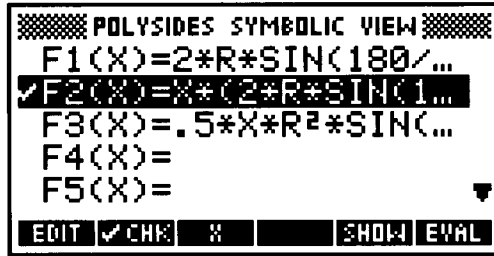 POLYSIDES SYMBOLIC VIEW
F1(X)=2*R*SIN(180/…
✓F2(X)=X*(2*R*SIN(1…
F3(X)=.5*X*R²*SIN(…
F4(X)=
F5(X)=
EDIT ✓CHK X SHOW EVAL